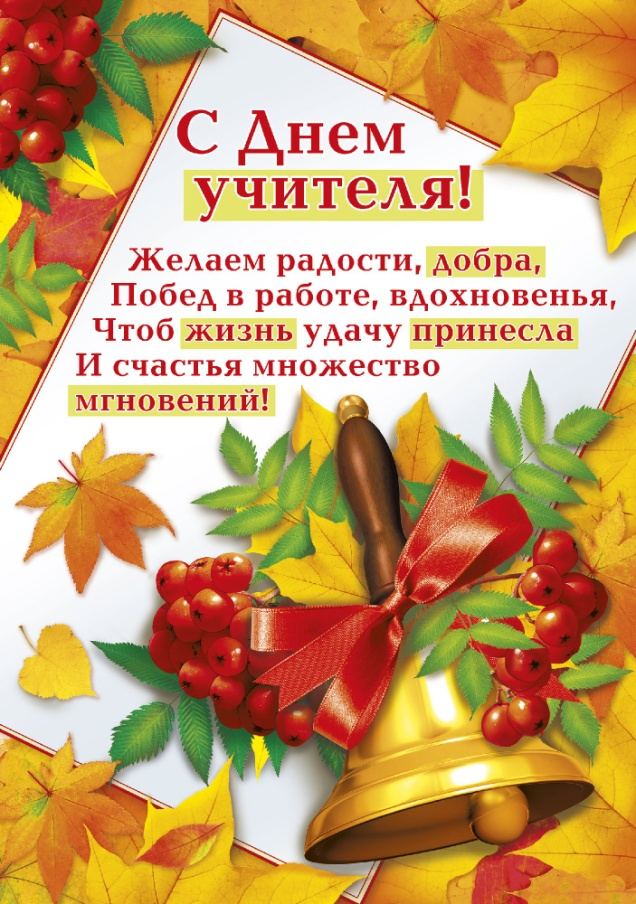 С Днем
учителя!
Желаем радости, добра,
Побед в работе, вдохновенья,
Чтоб жизнь удачу принесла
И счастья множество
мгновений!